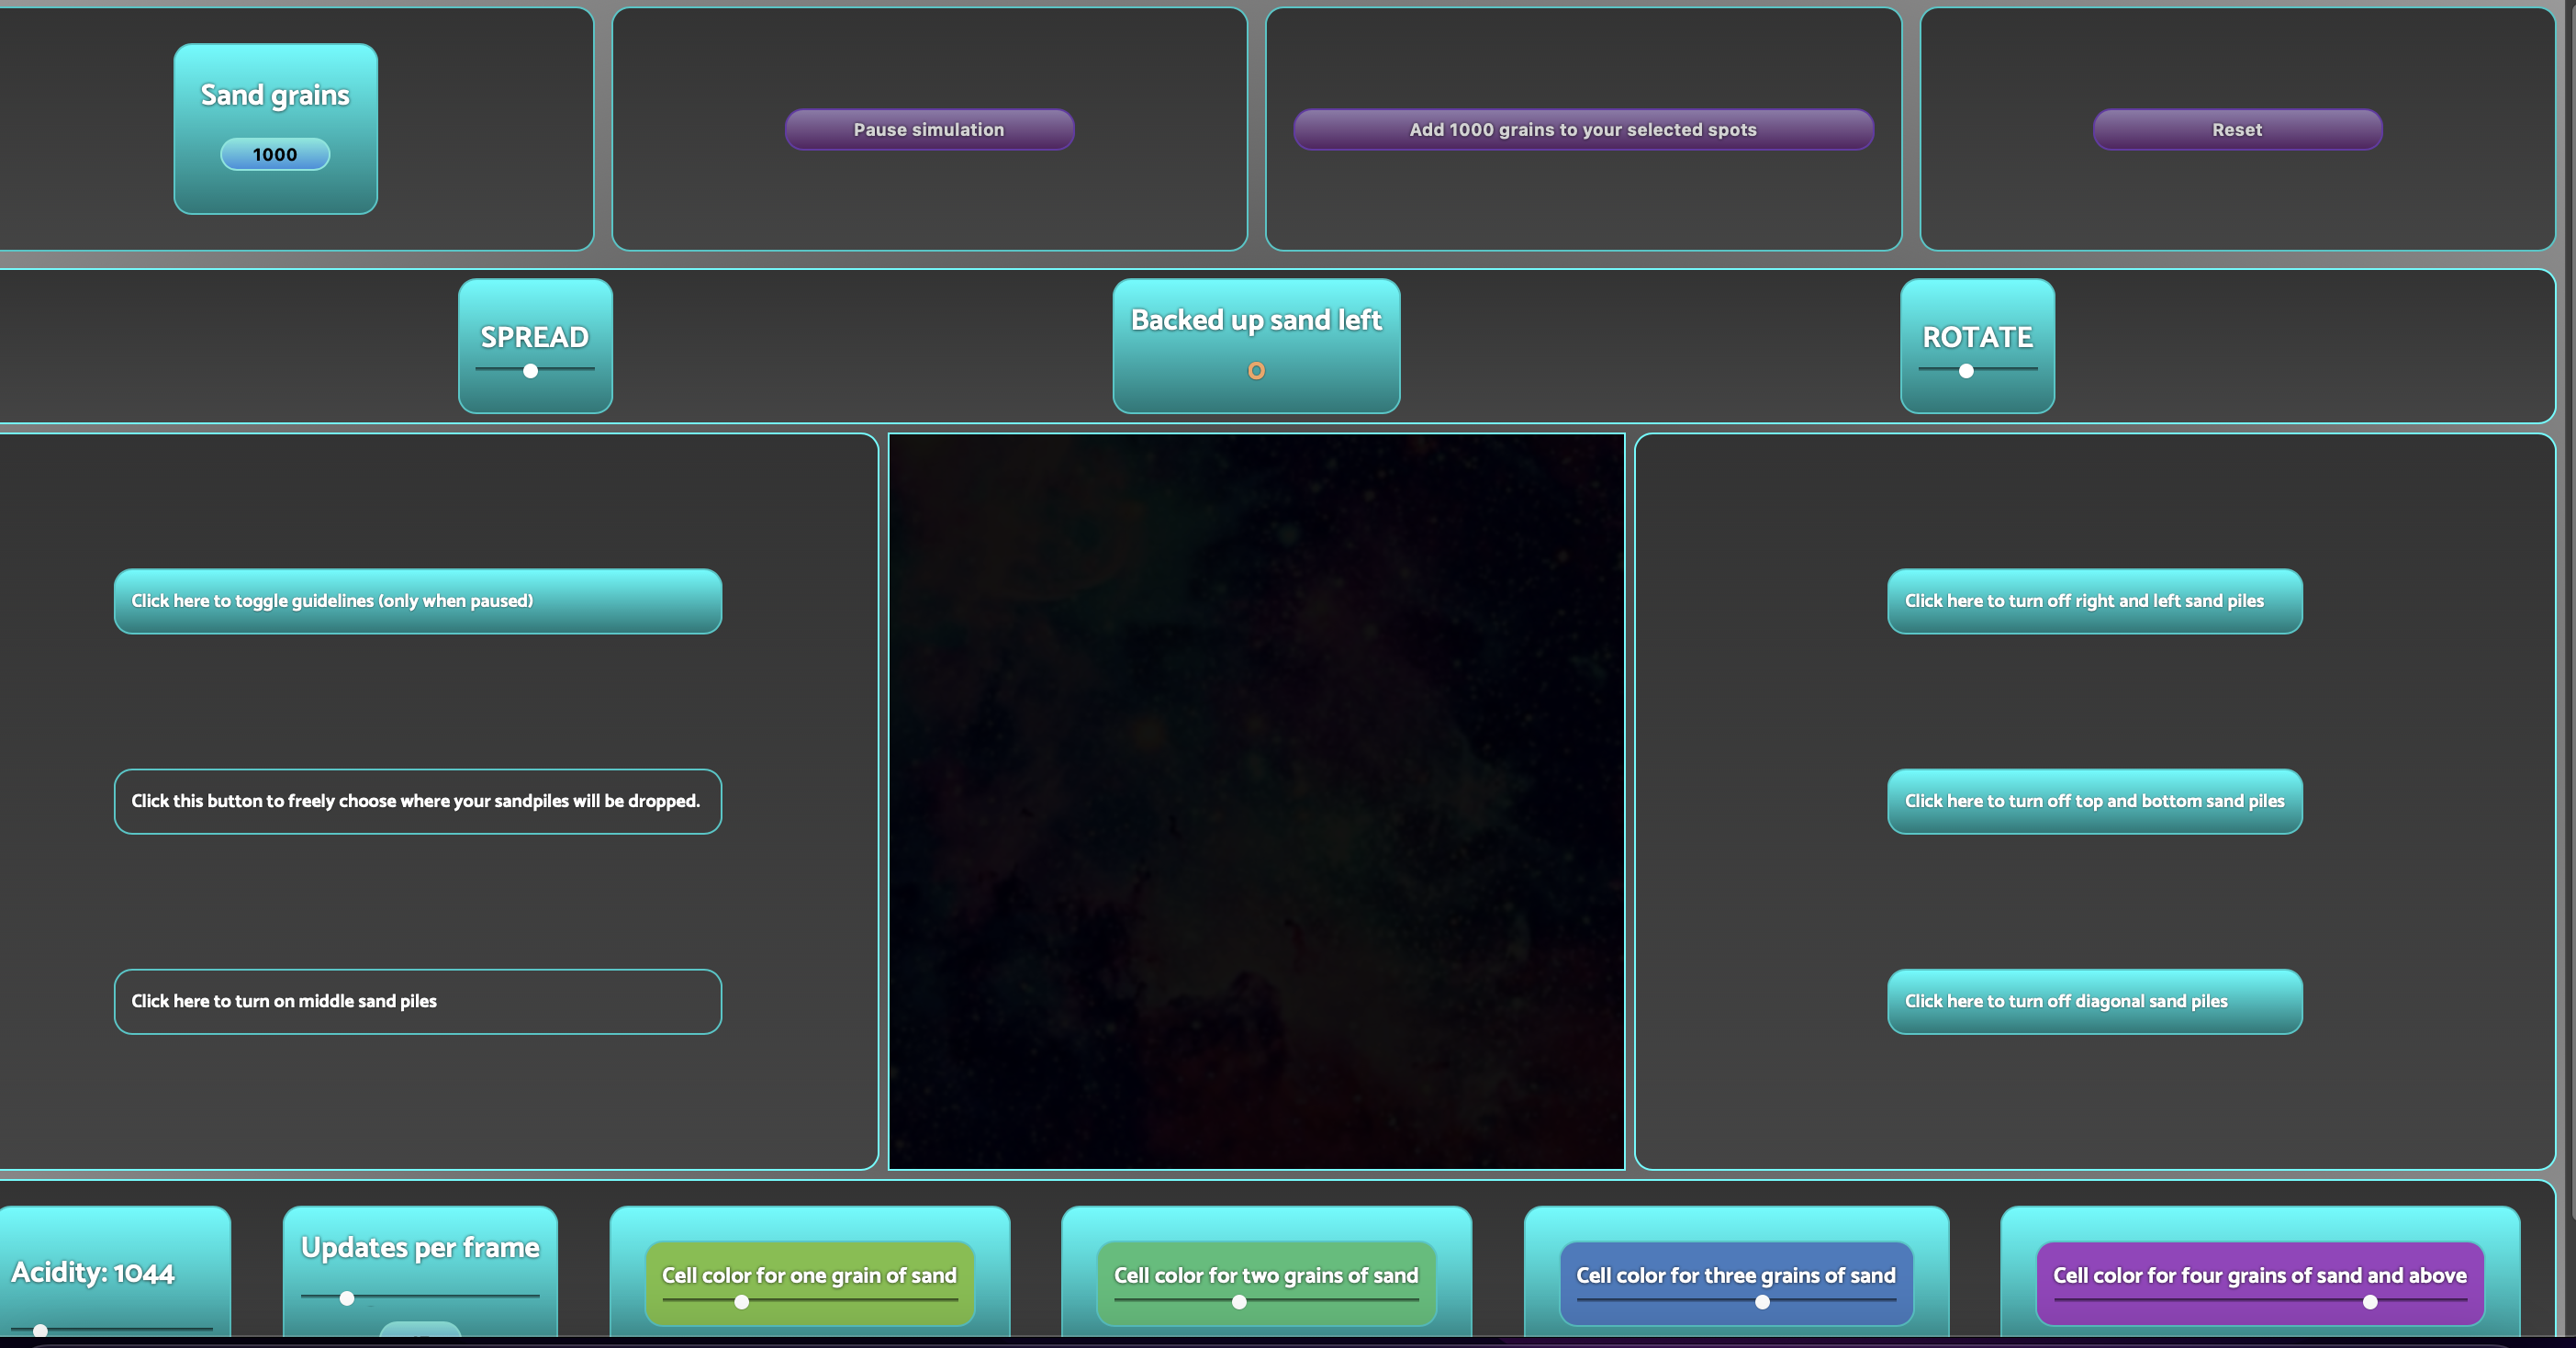 Sand grains
1000
Pause simulation
Add 1000 grains to your selected spots
Reset
SPREAD
Backed up sand left
0
ROTATE
Click here to toggle guidelines (only when paused)
Click this button to freely choose where your sandpiles will be dropped.
Click here to turn on middle sand piles
Click here to turn off right and left sand piles
Click here to turn off top and bottom sand piles
Click here to turn off diagonal sand piles
Acidity: 1044
Updates per frame
Cell color for one grain of sand
Cell color for two grains of sand
Cell color for three grains of sand
Cell color for four grains of sand and above